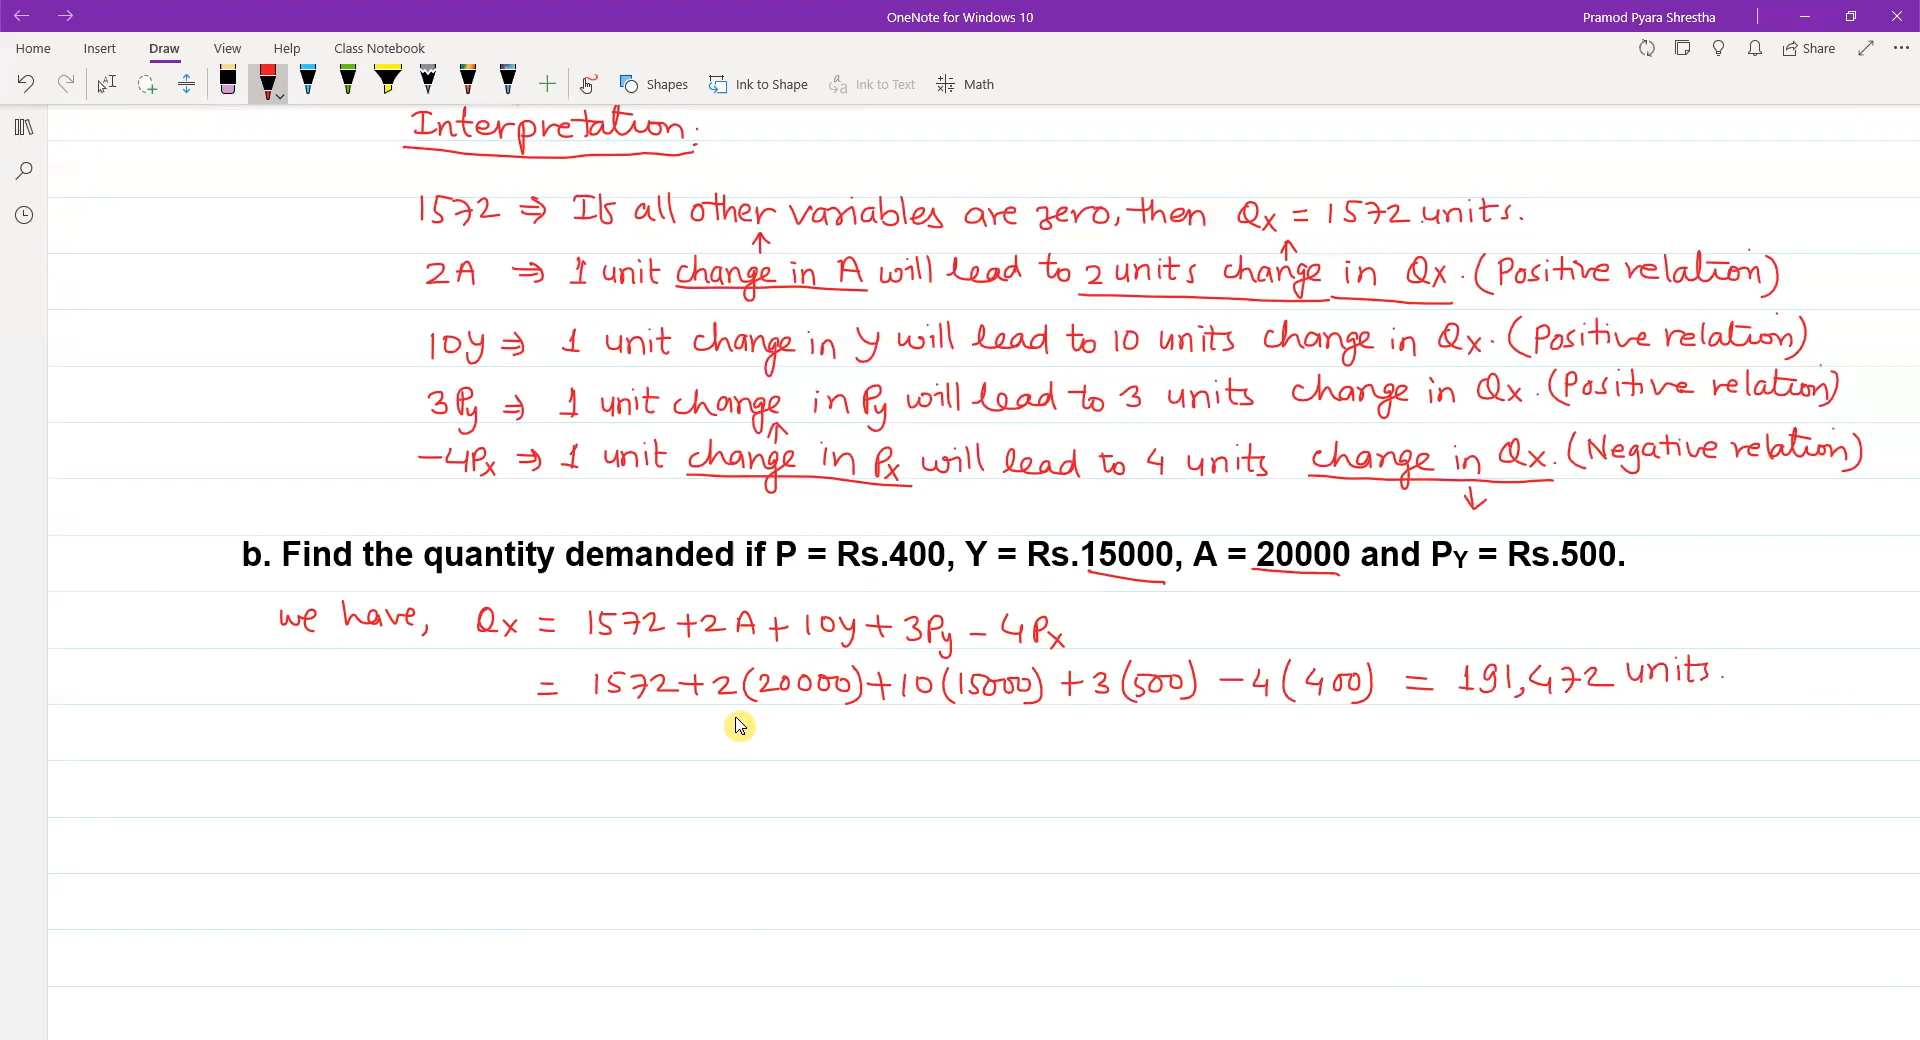 OneNote for Windows 10
Pramod Pyara Shrestha
Home Insert Draw View Help Class Notebook Share
Shapes Ink to Shape Ink to Text Math
Interpretation:
1572 ⇒ If all other variables are zero, then Qx = 1572 units.
↑ ↑
2A ⇒ 1 unit change in A will lead to 2 units change in Qx. (Positive relation)
10Y ⇒ 1 unit change in Y will lead to 10 units change in Qx. (Positive relation)
3Py ⇒ 1 unit change in Py will lead to 3 units change in Qx. (Positive relation)
↑
-4Px ⇒ 1 unit change in Px will lead to 4 units change in Qx. (Negative relation)
↓
b. Find the quantity demanded if P = Rs.400, Y = Rs.15000, A = 20000 and PY = Rs.500.
we have, Qx = 1572 + 2A + 10y + 3Py - 4Px
= 1572 + 2(20000) + 10(15000) + 3(500) - 4(400) = 191,472 units.